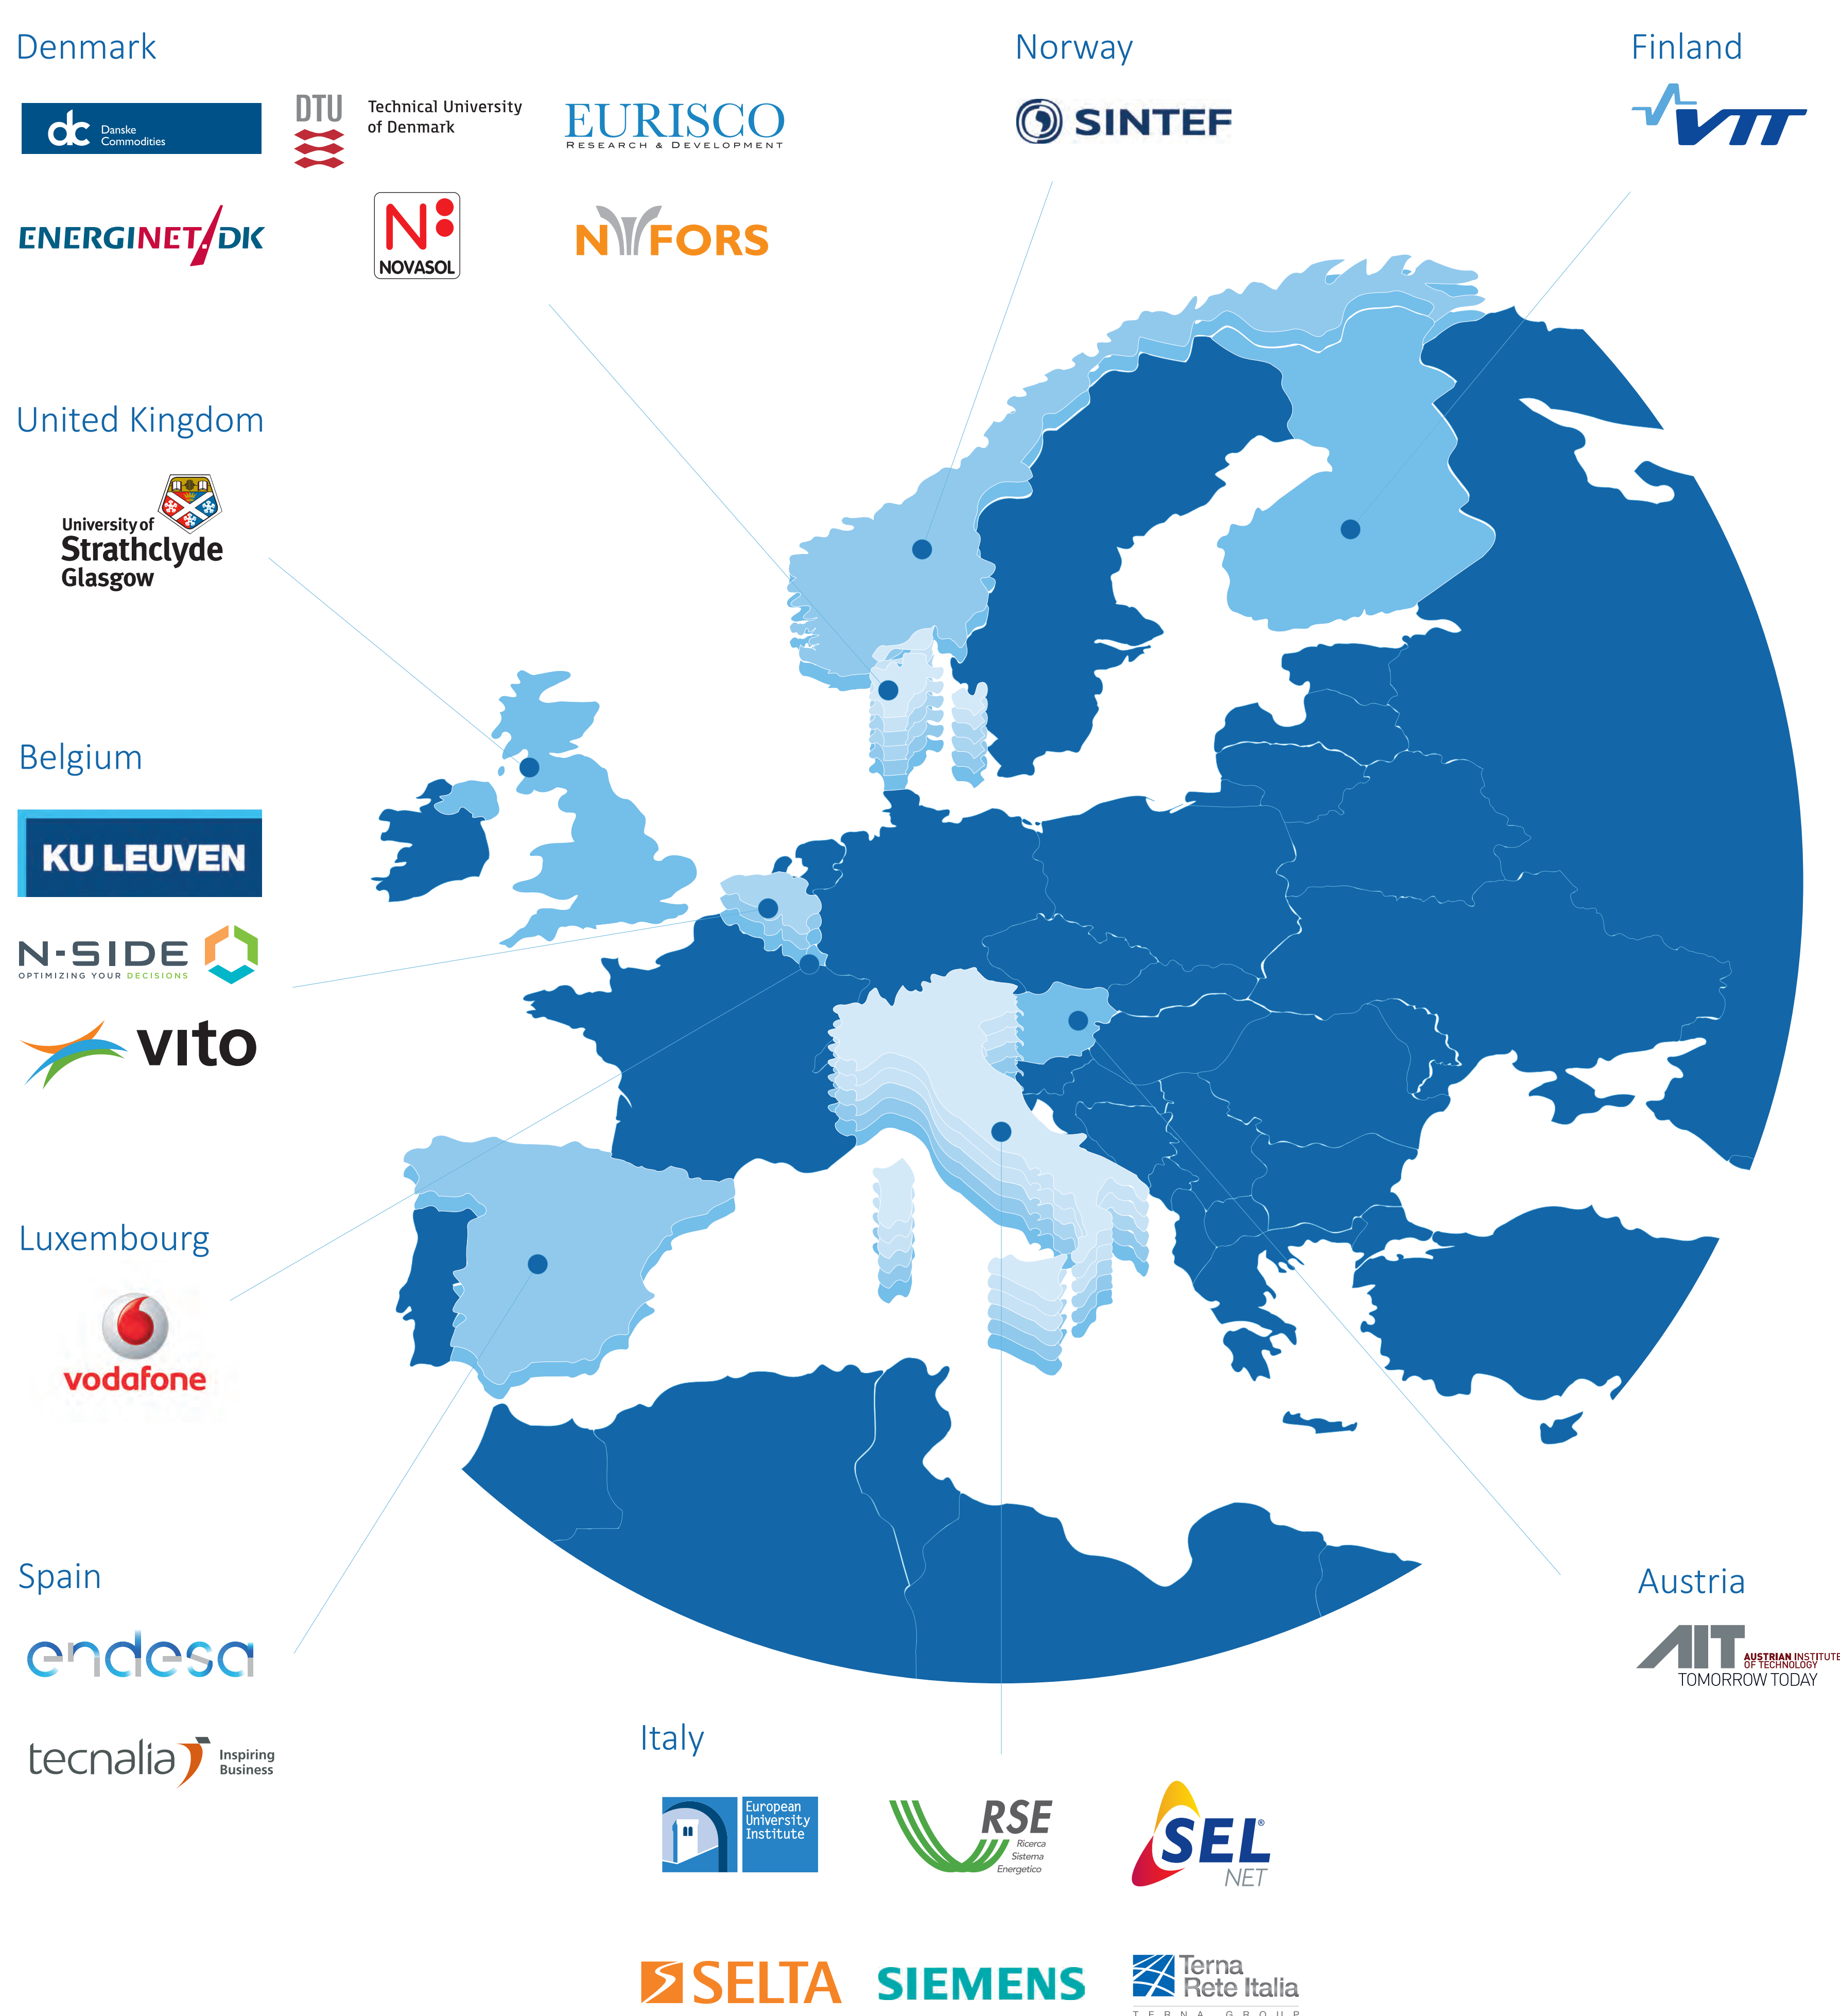 Denmark
dc Danske
Commodities
DTU
Technical University
of Denmark
EURISCO
RESEARCH & DEVELOPMENT
ENERGINET/DK
N:
NOVASOL
NYFORS
Norway
SINTEF
Finland
VTT
United Kingdom
University of
Strathclyde
Glasgow
Belgium
KU LEUVEN
N-SIDE
OPTIMIZING YOUR DECISIONS
vito
Luxembourg
vodafone
Spain
endesa
tecnalia
Inspiring
Business
Italy
European
University
Institute
RSE
Ricerca
Sistema
Energetico
SEL®
NET
SELTA
SIEMENS
Terna
Rete Italia
TERNA GROUP
Austria
AIT
AUSTRIAN INSTITUTE
OF TECHNOLOGY
TOMORROW TODAY